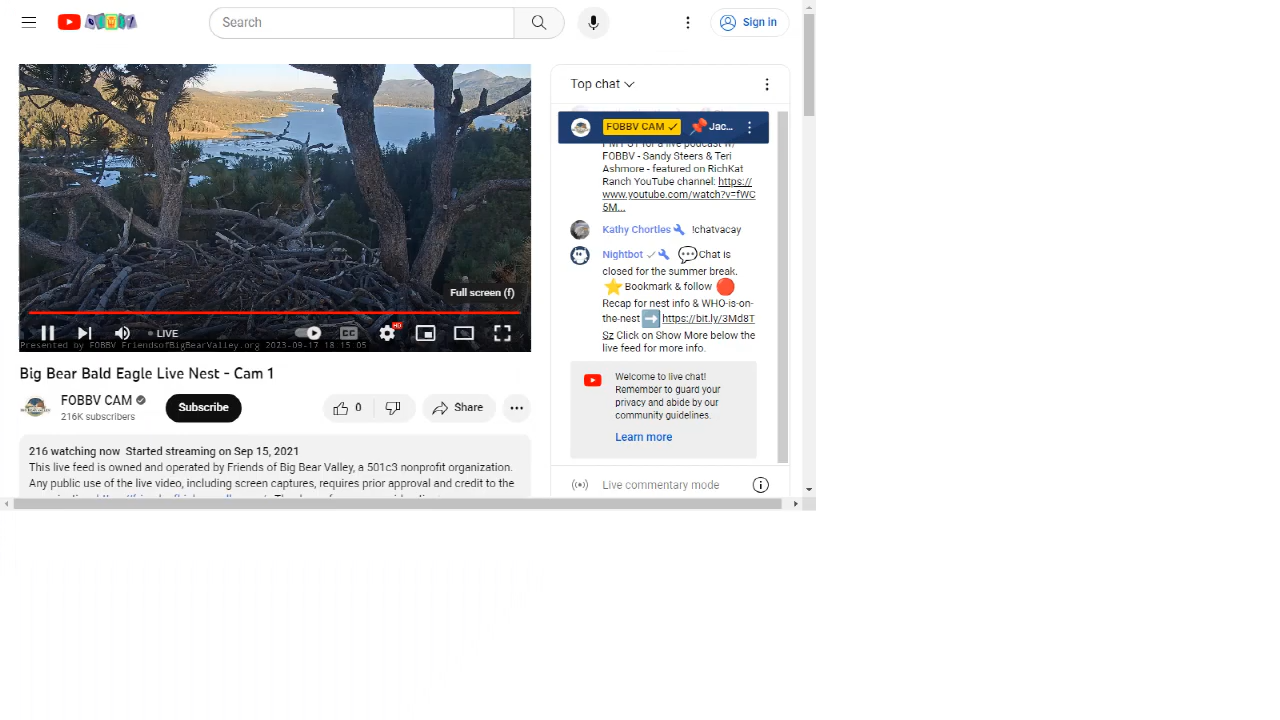 Search
Sign in
Full screen (f)
LIVE
CC
HD
Presented by FOBBV FriendsofBigBearValley.org 2023-09-17 18 15:05
Big Bear Bald Eagle Live Nest - Cam 1
FOBBV CAM
216K subscribers
Subscribe
0
Share
216 watching now Started streaming on Sep 15, 2021
This live feed is owned and operated by Friends of Big Bear Valley, a 501c3 nonprofit organization.
Any public use of the live video, including screen captures, requires prior approval and credit to the
Top chat
FOBBV CAM
Jac...
PM PST for a live podcast w/
FOBBV - Sandy Steers & Teri
Ashmore - featured on RichKat
Ranch YouTube channel: https://
www.youtube.com/watch?v=fWC
5M...
Kathy Chortles !chatvacay
Nightbot Chat is
closed for the summer break.
Bookmark & follow
Recap for nest info & WHO-is-on-
the-nest https://bit.ly/3Md8T
Sz Click on Show More below the
live feed for more info.
Welcome to live chat!
Remember to guard your
privacy and abide by our
community guidelines.
Learn more
Live commentary mode